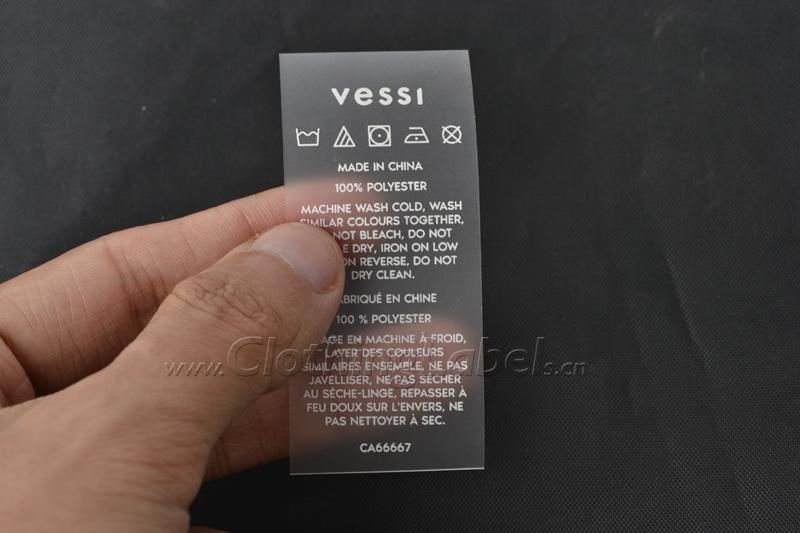 vessi
MADE IN CHINA
100% POLYESTER
MACHINE WASH COLD, WASH
SIMILAR COLOURS TOGETHER,
NOT BLEACH, DO NOT
DRY, IRON ON LOW
REVERSE, DO NOT
DRY CLEAN.
EN CHINE
100 % POLYESTER
EN MACHINE À FROID,
LAVER DES COULEURS
SIMILAIRES ENSEMBLE, NE PAS
JAVELLISER, NE PAS SÉCHER
AU SÈCHE-LINGE, REPASSER À
FEU DOUX SUR L'ENVERS, NE
PAS NETTOYER À SEC.
CA66667
www.ClothingLabels.cn